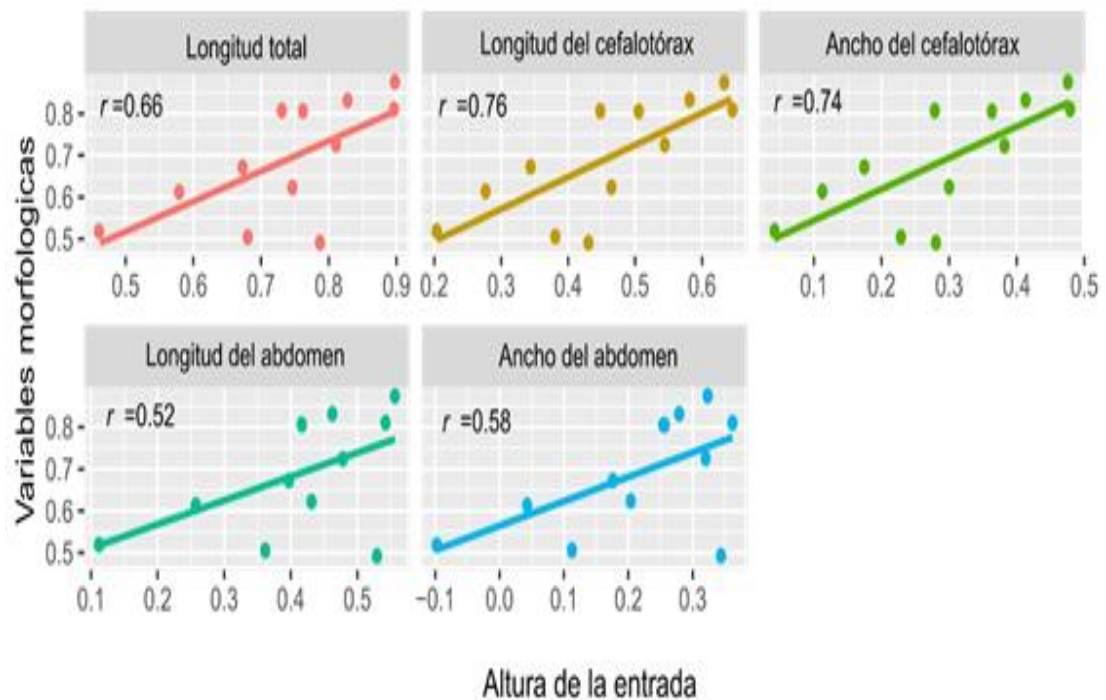 Longitud total
Longitud del cefalotórax
Ancho del cefalotórax
r =0.66
r =0.76
r =0.74
0.8
0.7
0.6
0.5
0.5 0.6 0.7 0.8 0.9
0.2 0.3 0.4 0.5 0.6
0.1 0.2 0.3 0.4 0.5
Longitud del abdomen
Ancho del abdomen
r =0.52
r =0.58
0.8
0.7
0.6
0.5
0.1 0.2 0.3 0.4 0.5
−0.1 0.0 0.1 0.2 0.3
Variables morfologicas
Altura de la entrada